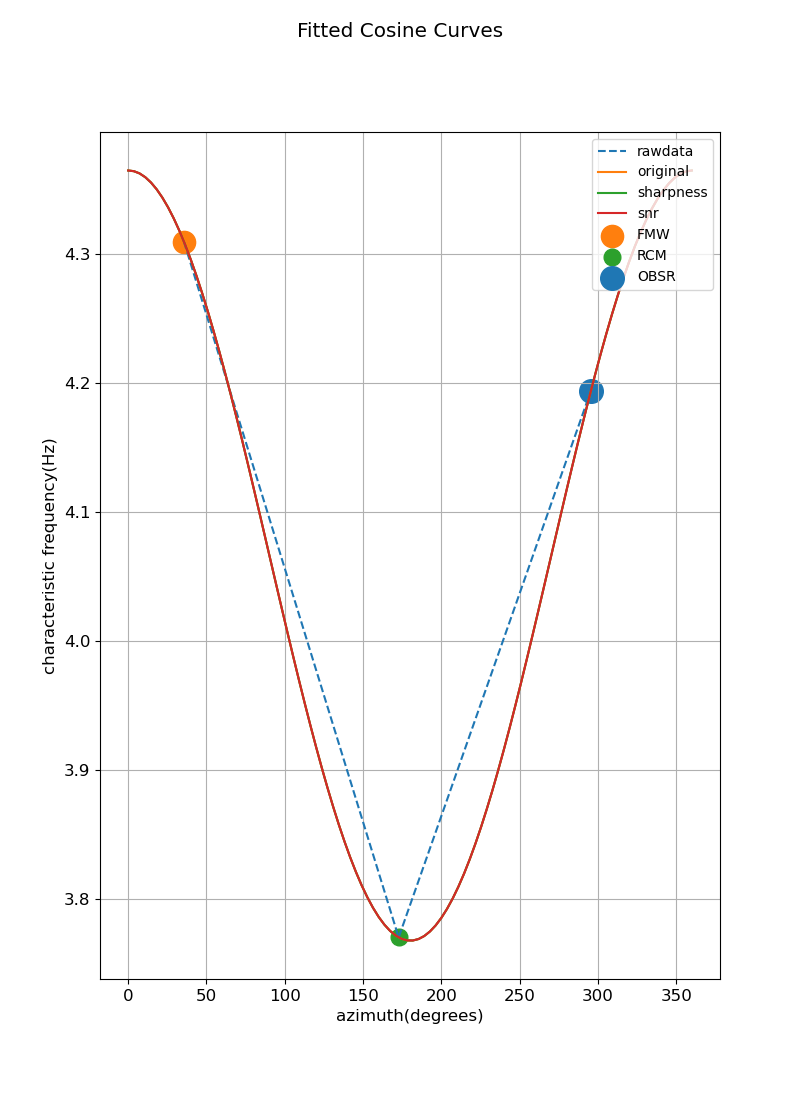 Fitted Cosine Curves
rawdata
original
sharpness
snr
FMW
RCM
OBSR
4.3
4.2
4.1
4.0
3.9
3.8
characteristic frequency(Hz)
0 50 100 150 200 250 300 350
azimuth(degrees)